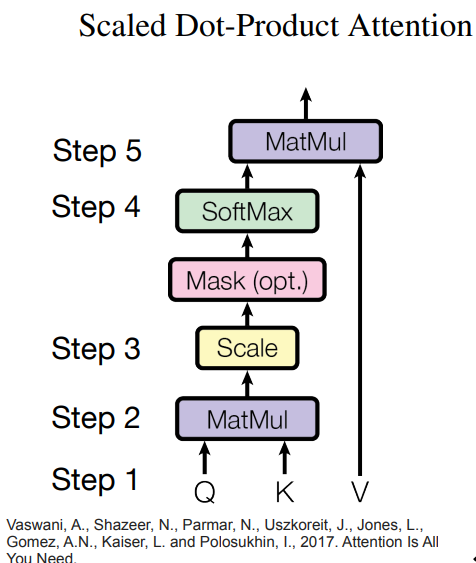 Scaled Dot-Product Attention
Step 5 MatMul
Step 4 SoftMax
Mask (opt.)
Step 3 Scale
Step 2 MatMul
Step 1 Q K V
Vaswani, A., Shazeer, N., Parmar, N., Uszkoreit, J., Jones, L.,
Gomez, A.N., Kaiser, L. and Polosukhin, I., 2017. Attention Is All
You Need.